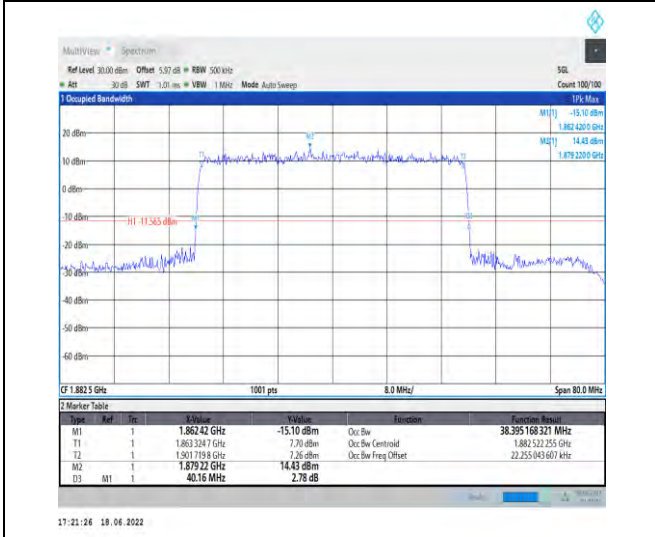 MultiView Spectrum
Ref Level 30.00 dBm Offset 5.97 dB RBW 500 kHz SGL
Att 30 dB SWT 1.01 ms VBW 1 MHz Mode Auto Sweep Count 100/100
1 Occupied Bandwidth 1Pk Max
M1[1] -15.10 dBm
1.862 4200 GHz
M2[1] 14.43 dBm
1.879 2200 GHz
20 dBm
M2
T1
T2
10 dBm
0 dBm
-10 dBm
H1 -11.565 dBm
M1
-20 dBm
-30 dBm
-40 dBm
-50 dBm
-60 dBm
CF 1.882 5 GHz 1001 pts 8.0 MHz/ Span 80.0 MHz
2 Marker Table
Type Ref Trc X-Value Y-Value Function Function Result
M1 1 1.862 42 GHz -15.10 dBm Occ Bw 38.395 168 321 MHz
T1 1 1.863 324 7 GHz 7.70 dBm Occ Bw Centroid 1.882 522 255 GHz
T2 1 1.901 719 8 GHz 7.26 dBm Occ Bw Freq Offset 22.255 043 607 kHz
M2 1 1.879 22 GHz 14.43 dBm
D3 M1 1 40.16 MHz 2.78 dB
17:21:26 18.06.2022